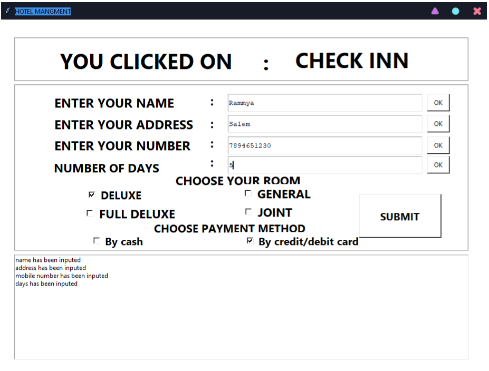 HOTEL MANGMENT
YOU CLICKED ON : CHECK INN
ENTER YOUR NAME : Rammya OK
ENTER YOUR ADDRESS : Salem OK
ENTER YOUR NUMBER : 7894651230 OK
NUMBER OF DAYS : 5 OK
CHOOSE YOUR ROOM
DELUXE GENERAL
FULL DELUXE JOINT
SUBMIT
CHOOSE PAYMENT METHOD
By cash By credit/debit card
name has been inputed
address has been inputed
mobile number has been inputed
days has been inputed